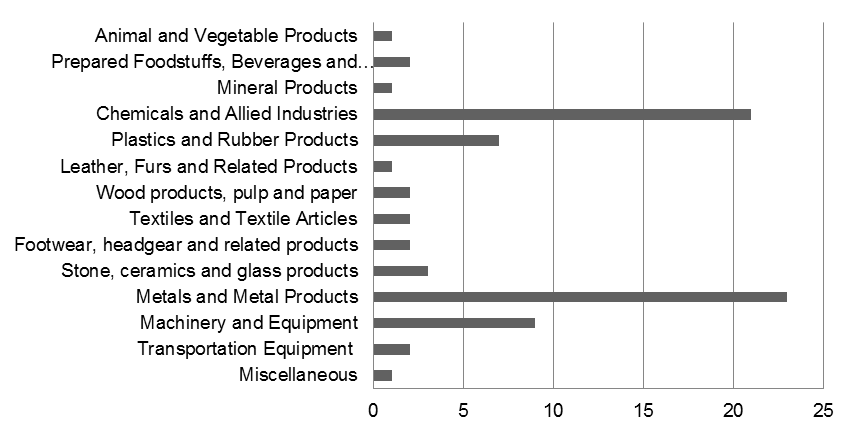 Animal and Vegetable Products
Prepared Foodstuffs, Beverages and…
Mineral Products
Chemicals and Allied Industries
Plastics and Rubber Products
Leather, Furs and Related Products
Wood products, pulp and paper
Textiles and Textile Articles
Footwear, headgear and related products
Stone, ceramics and glass products
Metals and Metal Products
Machinery and Equipment
Transportation Equipment
Miscellaneous
0 5 10 15 20 25